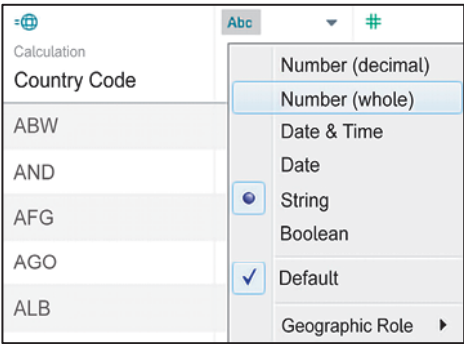 Abc
Calculation
Country Code
ABW
AND
AFG
AGO
ALB
Number (decimal)
Number (whole)
Date & Time
Date
String
Boolean
Default
Geographic Role